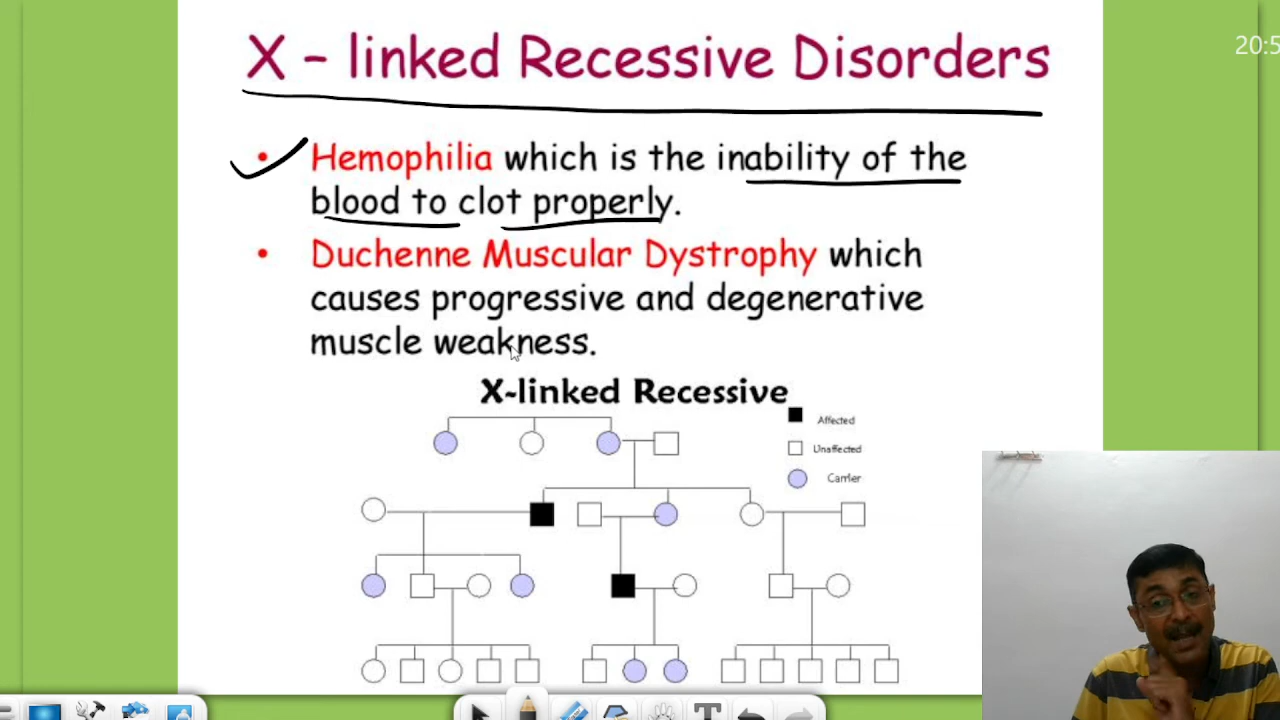 X - linked Recessive Disorders
20:5
• Hemophilia which is the inability of the
blood to clot properly.
• Duchenne Muscular Dystrophy which
causes progressive and degenerative
muscle weakness.
X-linked Recessive
Affected
Unaffected
Carrier